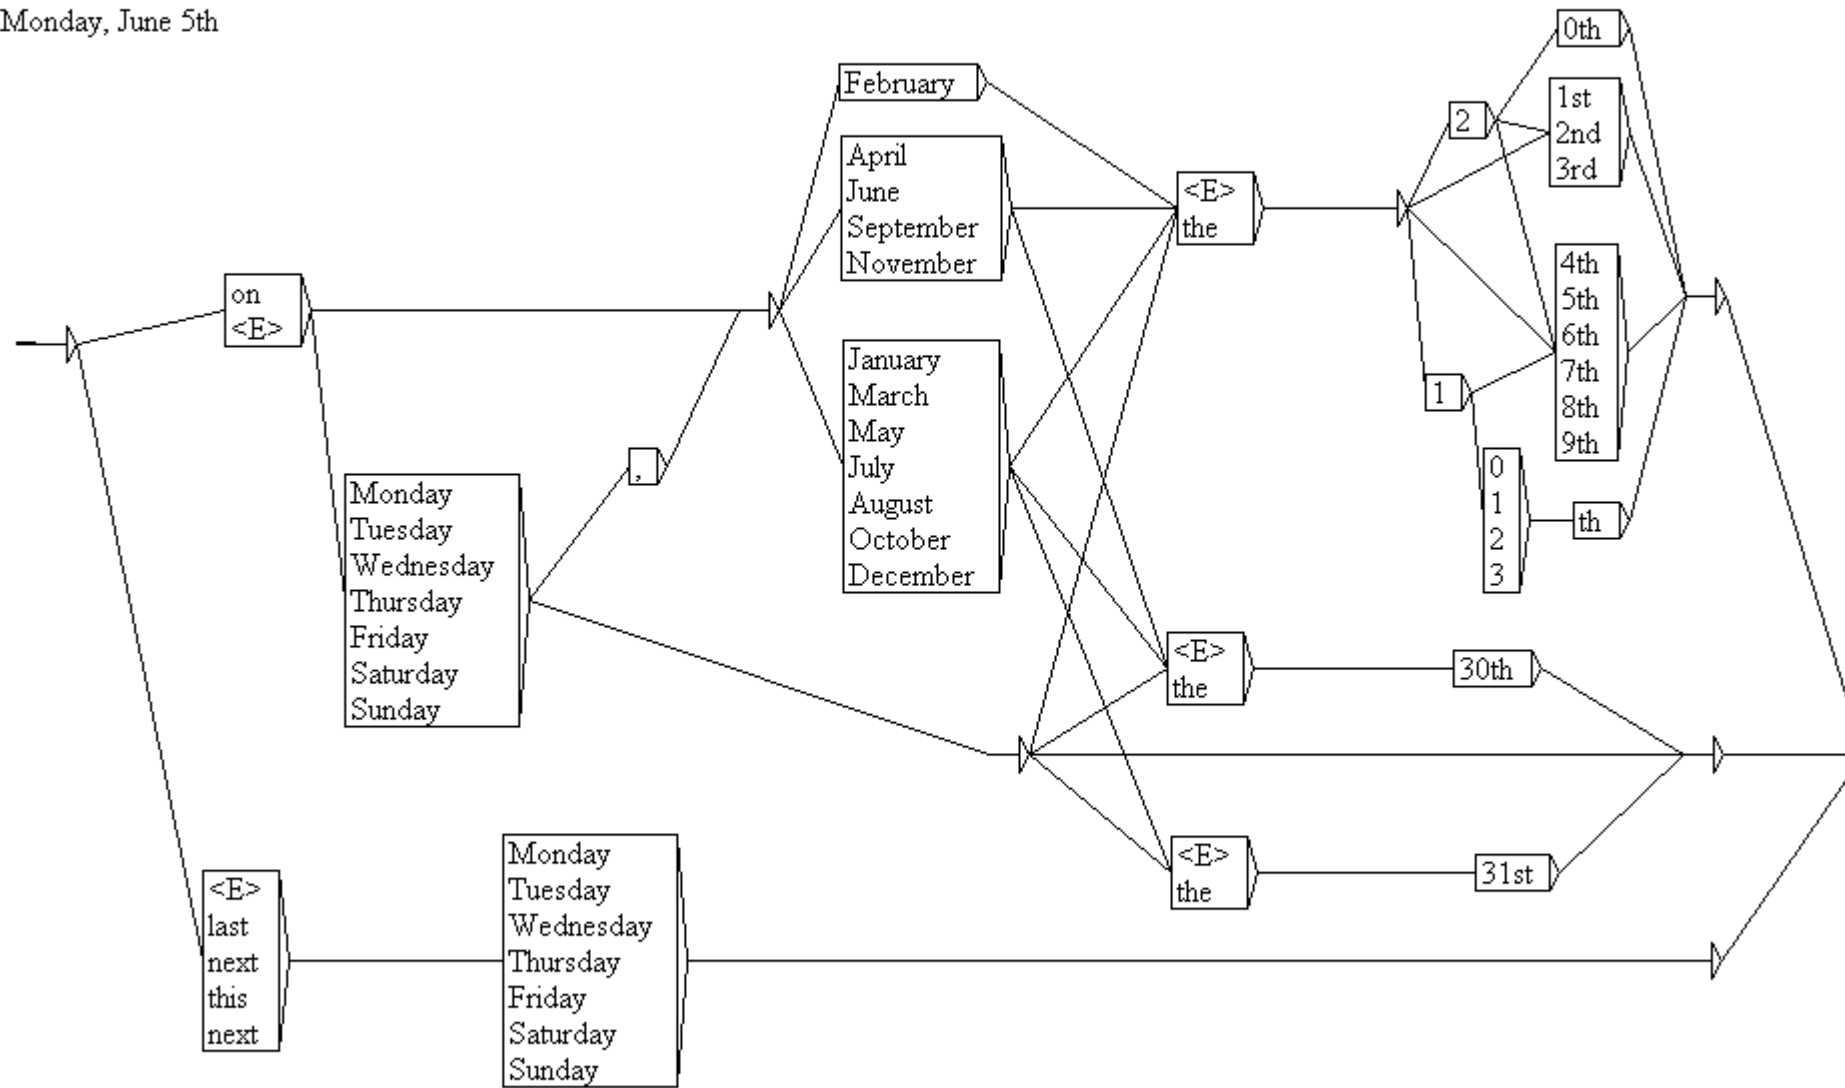 Monday, June 5th
on
<E>
Monday
Tuesday
Wednesday
Thursday
Friday
Saturday
Sunday
,
<E>
last
next
this
next
Monday
Tuesday
Wednesday
Thursday
Friday
Saturday
Sunday
February
April
June
September
November
January
March
May
July
August
October
December
<E>
the
<E>
the
<E>
the
2
1
0th
1st
2nd
3rd
4th
5th
6th
7th
8th
9th
0
1
2
3
th
30th
31st